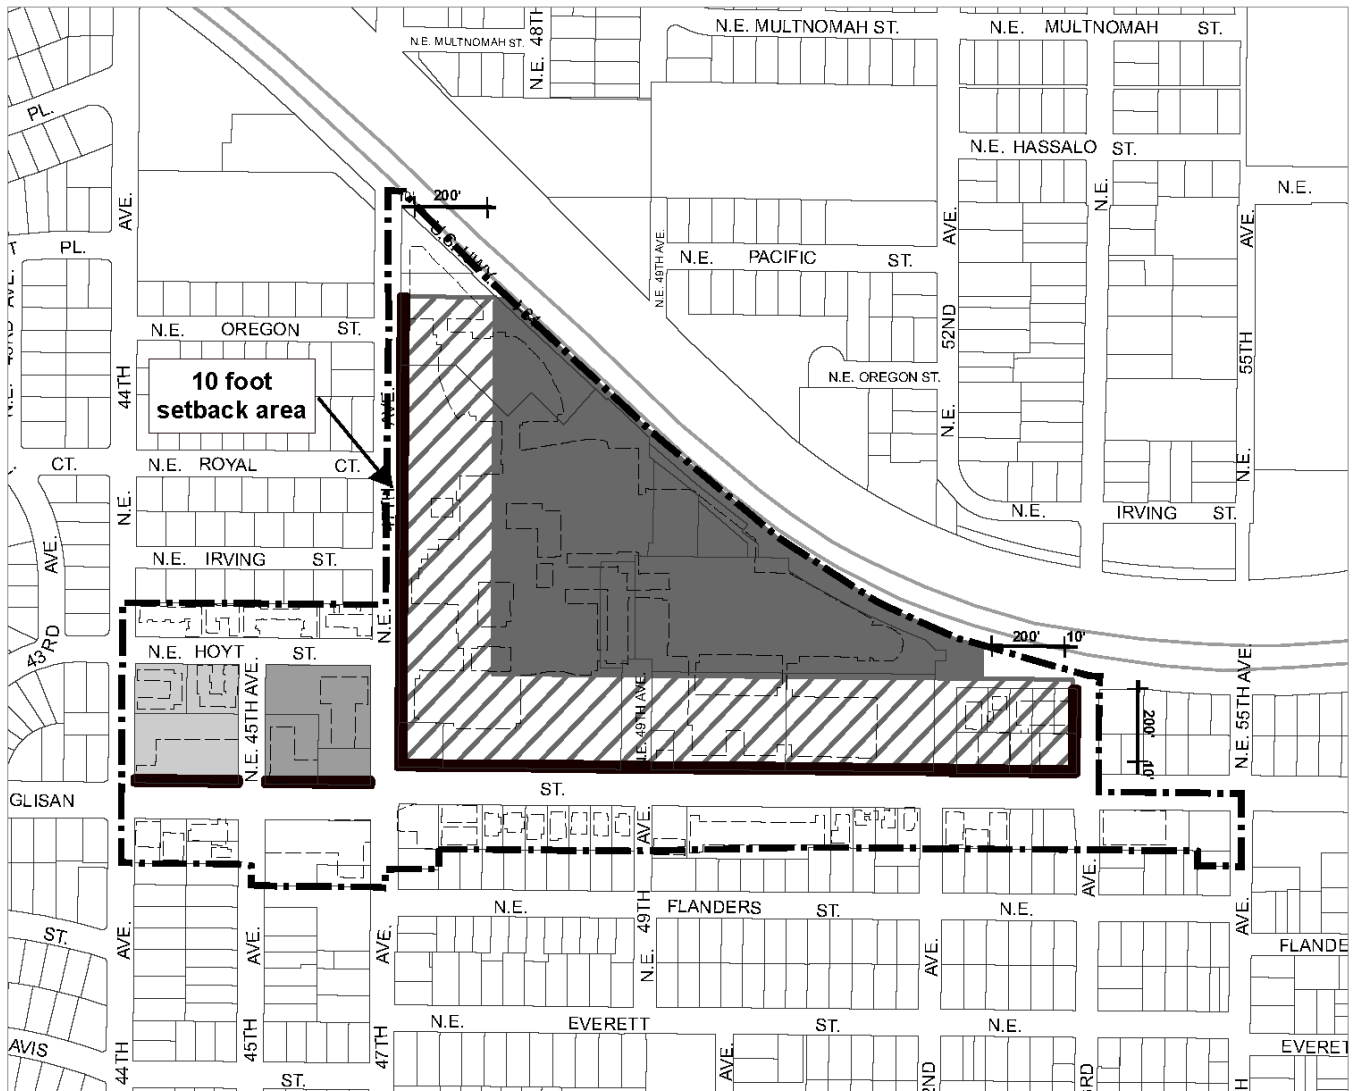 N.E. MULTNOMAH ST.
N.E. 48TH
N.E. MULTNOMAH ST.
N.E. MULTNOMAH ST.
PL.
N.E. HASSALO ST.
N.E.
N.E.
AVE.
10'
200'
AVE.
AVE.
PL.
U.S. HWY
N.E. 49TH AVE.
N.E. PACIFIC ST.
N.E. OREGON ST.
52ND
55TH
10 foot
setback area
44TH
AVE.
N.E. OREGON ST.
N.E.
N.E.
CT.
N.E. ROYAL CT.
N.E.
47TH
N.E. IRVING ST.
AVE.
N.E. IRVING ST.
N.E.
43RD
N.E. HOYT ST.
200' 10'
N.E. 45TH AVE.
N.E. 49TH AVE.
200'
10'
N.E. 55TH AVE.
GLISAN
ST.
AVE.
AVE.
N.E. FLANDERS ST. N.E.
49TH
N.E.
AVE.
AVE.
AVE.
AVE.
AVE.
ST.
FLANDE
N.E. EVERETT ST. N.E.
AVIS
44TH
45TH
47TH
AVE.
EVERET
ST.